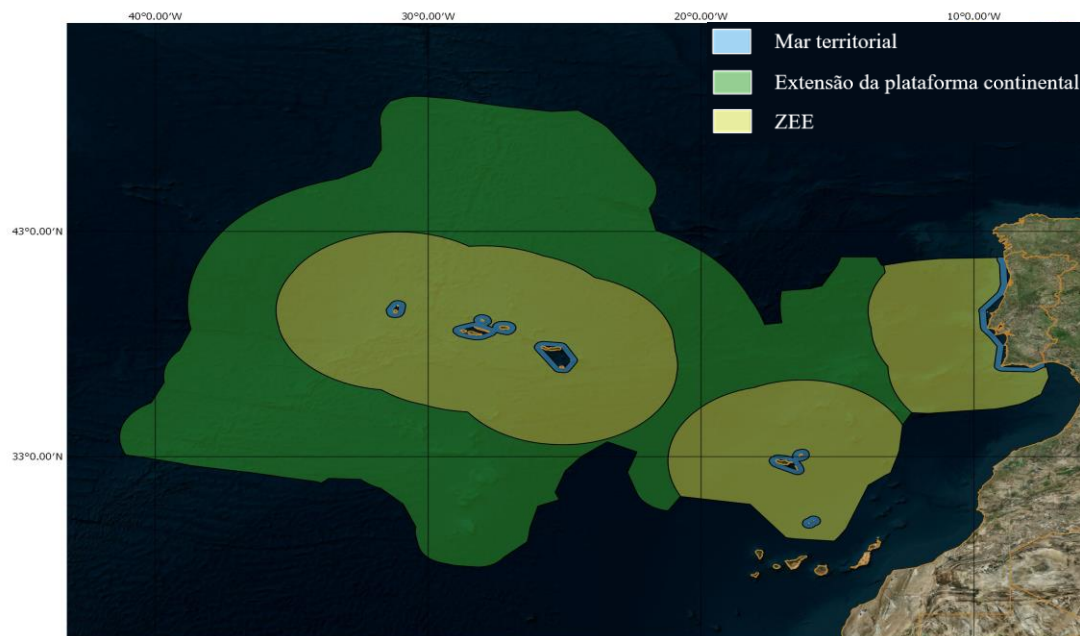 40°0.00'W 30°0.00'W 20°0.00'W 10°0.00'W
Mar territorial
Extensão da plataforma continental
ZEE
43°0.00'N
33°0.00'N